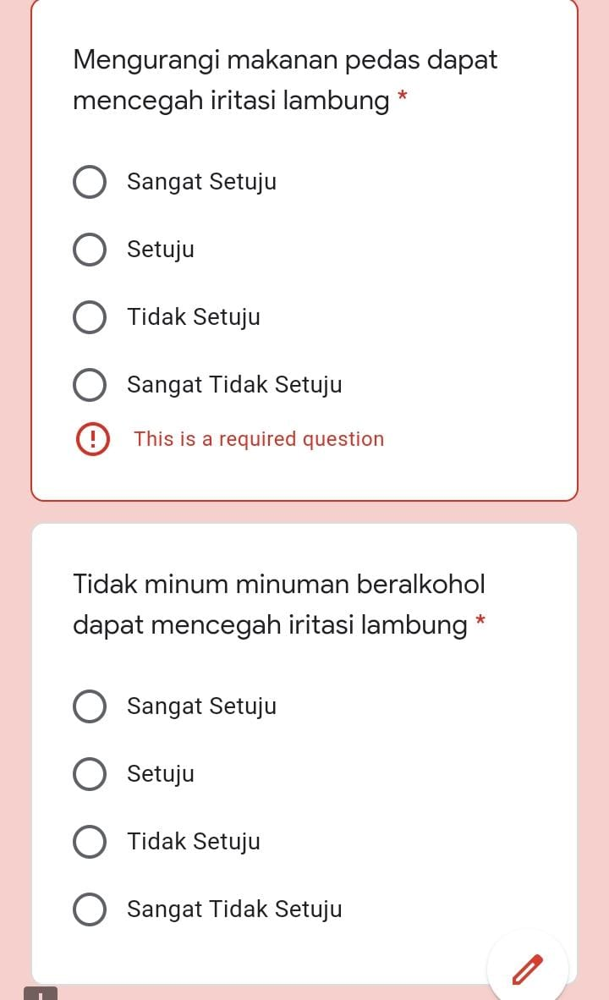 Mengurangi makanan pedas dapat
mencegah iritasi lambung *
Sangat Setuju
Setuju
Tidak Setuju
Sangat Tidak Setuju
This is a required question
Tidak minum minuman beralkohol
dapat mencegah iritasi lambung *
Sangat Setuju
Setuju
Tidak Setuju
Sangat Tidak Setuju